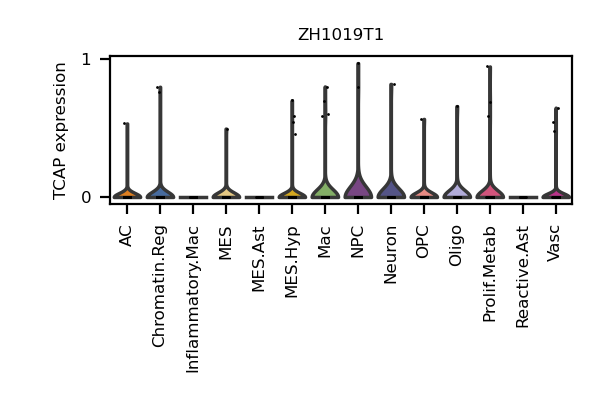 ZH1019T1
TCAP expression
1
0
AC
Chromatin.Reg
Inflammatory.Mac
MES
MES.Ast
MES.Hyp
Mac
NPC
Neuron
OPC
Oligo
Prolif.Metab
Reactive.Ast
Vasc